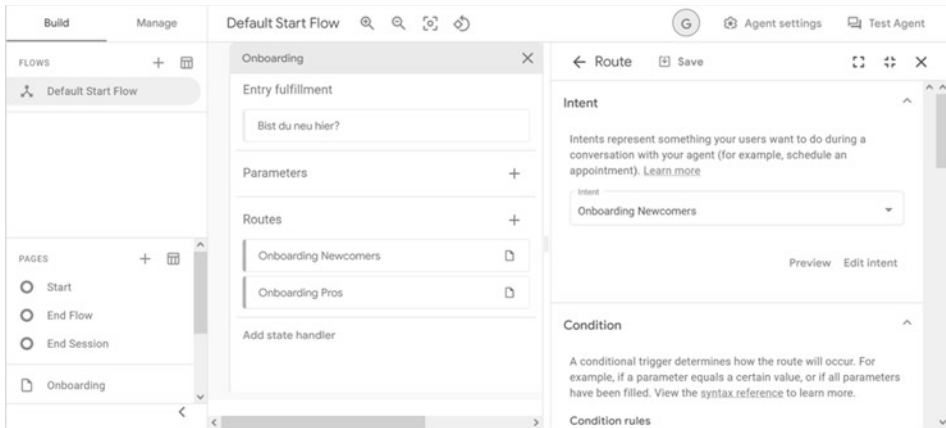 Build
Manage
FLOWS
Default Start Flow
PAGES
Start
End Flow
End Session
Onboarding
Default Start Flow
G
Agent settings
Test Agent
Onboarding
Entry fulfillment
Bist du neu hier?
Parameters
Routes
Onboarding Newcomers
Onboarding Pros
Add state handler
Route
Save
Intent
Intents represent something your users want to do during a
conversation with your agent (for example, schedule an
appointment). Learn more
Intent
Onboarding Newcomers
Preview Edit intent
Condition
A conditional trigger determines how the route will occur. For
example, if a parameter equals a certain value, or if all parameters
have been filled. View the syntax reference to learn more.
Condition rules